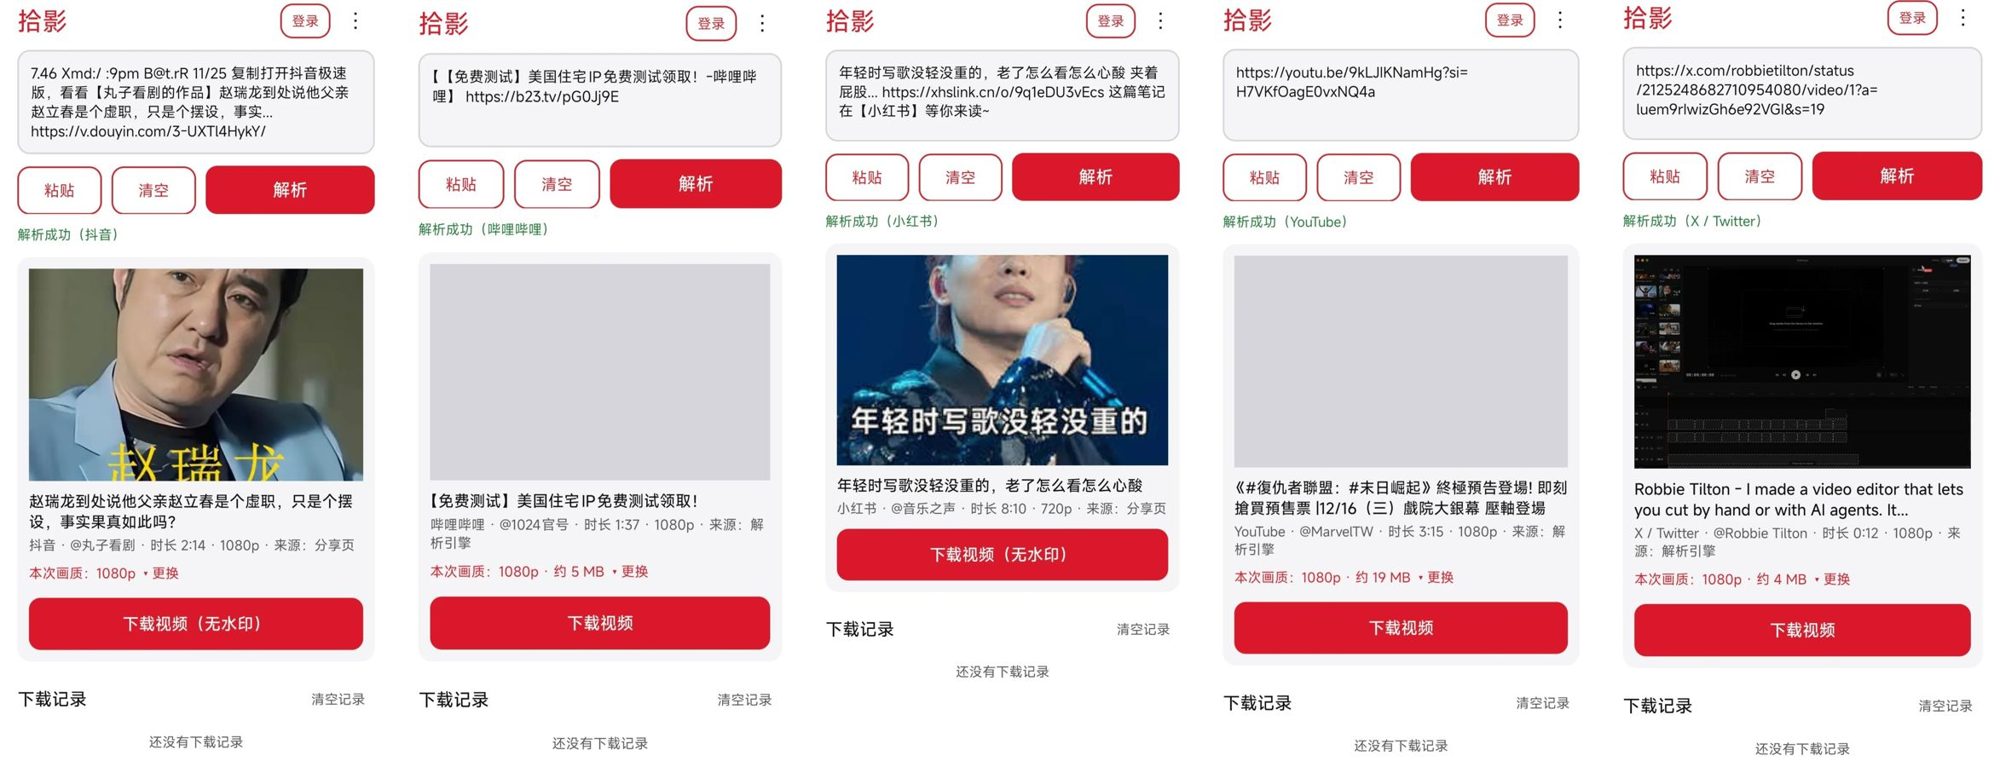 拾影
登录
7.46 Xmd:/ :9pm B@t.rR 11/25 复制打开抖音极速
版，看看【丸子看剧的作品】赵瑞龙到处说他父亲
赵立春是个虚职，只是个摆设，事实...
https://v.douyin.com/3-UXTl4HykY/
粘贴
清空
解析
解析成功（抖音）
赵瑞龙
赵瑞龙到处说他父亲赵立春是个虚职，只是个摆
设，事实果真如此吗？
抖音 · @丸子看剧 · 时长 2:14 · 1080p · 来源：分享页
本次画质：1080p ▾更换
下载视频（无水印）
下载记录
清空记录
还没有下载记录
拾影
登录
【【免费测试】美国住宅IP免费测试领取！-哔哩哔
哩】 https://b23.tv/pG0Jj9E
粘贴
清空
解析
解析成功（哔哩哔哩）
【免费测试】美国住宅IP免费测试领取！
哔哩哔哩 · @1024官号 · 时长 1:37 · 1080p · 来源：解
析引擎
本次画质：1080p · 约 5 MB ▾更换
下载视频
下载记录
清空记录
还没有下载记录
拾影
登录
年轻时写歌没轻没重的，老了怎么看怎么心酸 夹着
屁股... https://xhslink.cn/o/9q1eDU3vEcs 这篇笔记
在【小红书】等你来读~
粘贴
清空
解析
解析成功（小红书）
年轻时写歌没轻没重的
年轻时写歌没轻没重的，老了怎么看怎么心酸
小红书 · @音乐之声 · 时长 8:10 · 720p · 来源：分享页
下载视频（无水印）
下载记录
清空记录
还没有下载记录
拾影
登录
https://youtu.be/9kLJlKNamHg?si=
H7VKfOagE0vxNQ4a
粘贴
清空
解析
解析成功（YouTube）
《#復仇者聯盟：#末日崛起》終極預告登場! 即刻
搶買預售票 |12/16（三）戲院大銀幕 壓軸登場
YouTube · @MarvelTW · 时长 3:15 · 1080p · 来源：解
析引擎
本次画质：1080p · 约 19 MB ▾更换
下载视频
下载记录
清空记录
还没有下载记录
拾影
登录
https://x.com/robbietilton/status
/2125248682710954080/video/1?a=
luem9rIwizGh6e92VGI&s=19
粘贴
清空
解析
解析成功（X / Twitter）
Robbie Tilton - I made a video editor that lets
you cut by hand or with AI agents. It...
X / Twitter · @Robbie Tilton · 时长 0:12 · 1080p · 来
源：解析引擎
本次画质：1080p · 约 4 MB ▾更换
下载视频
下载记录
清空记录
还没有下载记录